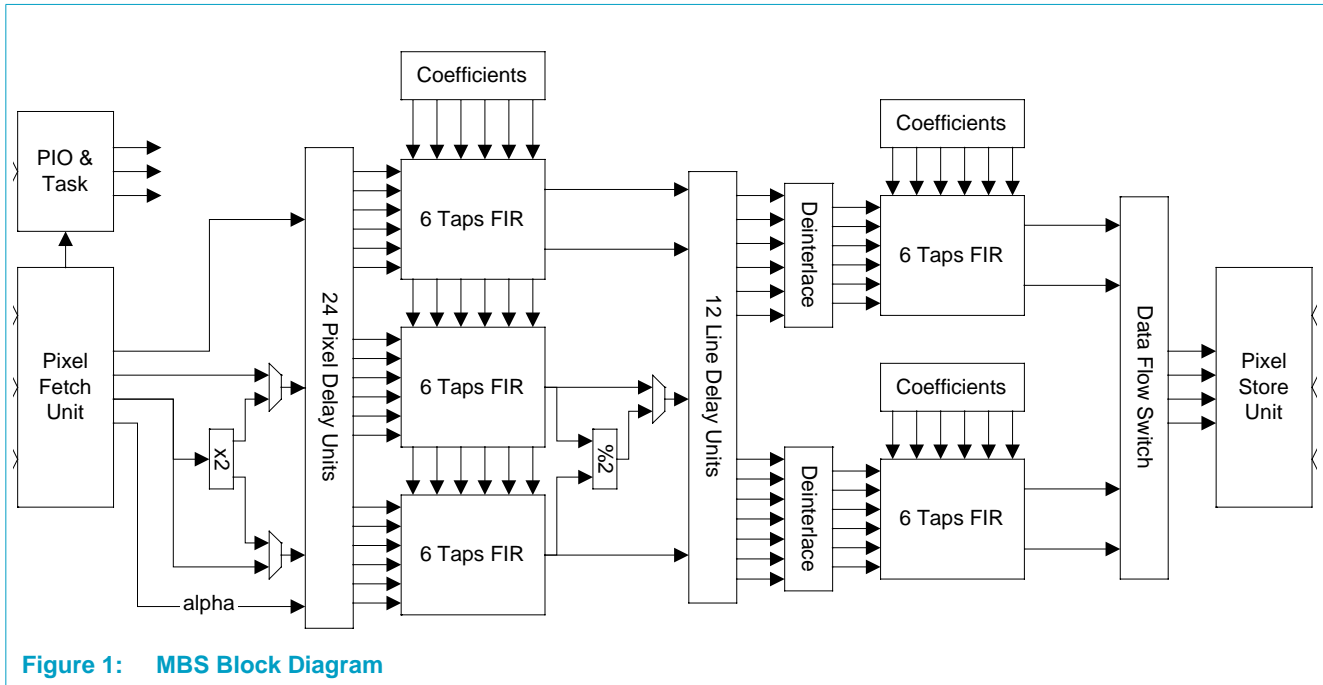 Coefficients
PIO &
Task
6 Taps FIR
Pixel
Fetch
Unit
x2
alpha
24 Pixel Delay Units
6 Taps FIR
%2
6 Taps FIR
12 Line Delay Units
Coefficients
Deinterlace
6 Taps FIR
Coefficients
Deinterlace
6 Taps FIR
Data Flow Switch
Pixel
Store
Unit
Figure 1: MBS Block Diagram